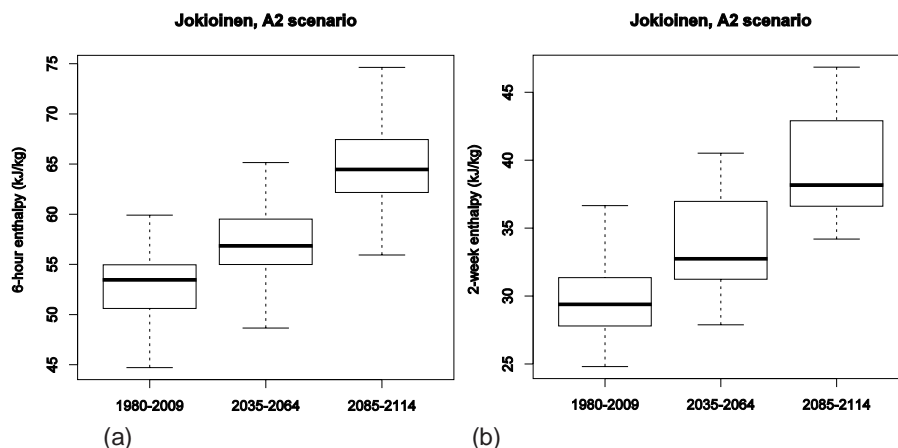 Jokioinen, A2 scenario
6-hour enthalpy (kJ/kg)
75
70
65
60
55
50
45
1980-2009 2035-2064 2085-2114
(a)
Jokioinen, A2 scenario
2-week enthalpy (kJ/kg)
45
40
35
30
25
1980-2009 2035-2064 2085-2114
(b)